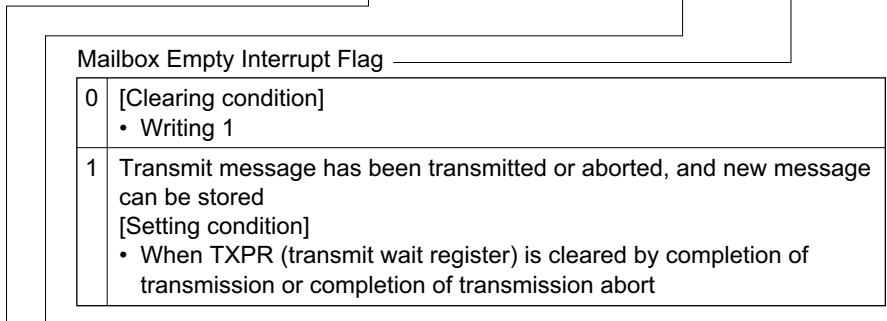 Mailbox Empty Interrupt Flag
0 [Clearing condition]
• Writing 1
1 Transmit message has been transmitted or aborted, and new message
can be stored
[Setting condition]
• When TXPR (transmit wait register) is cleared by completion of
transmission or completion of transmission abort